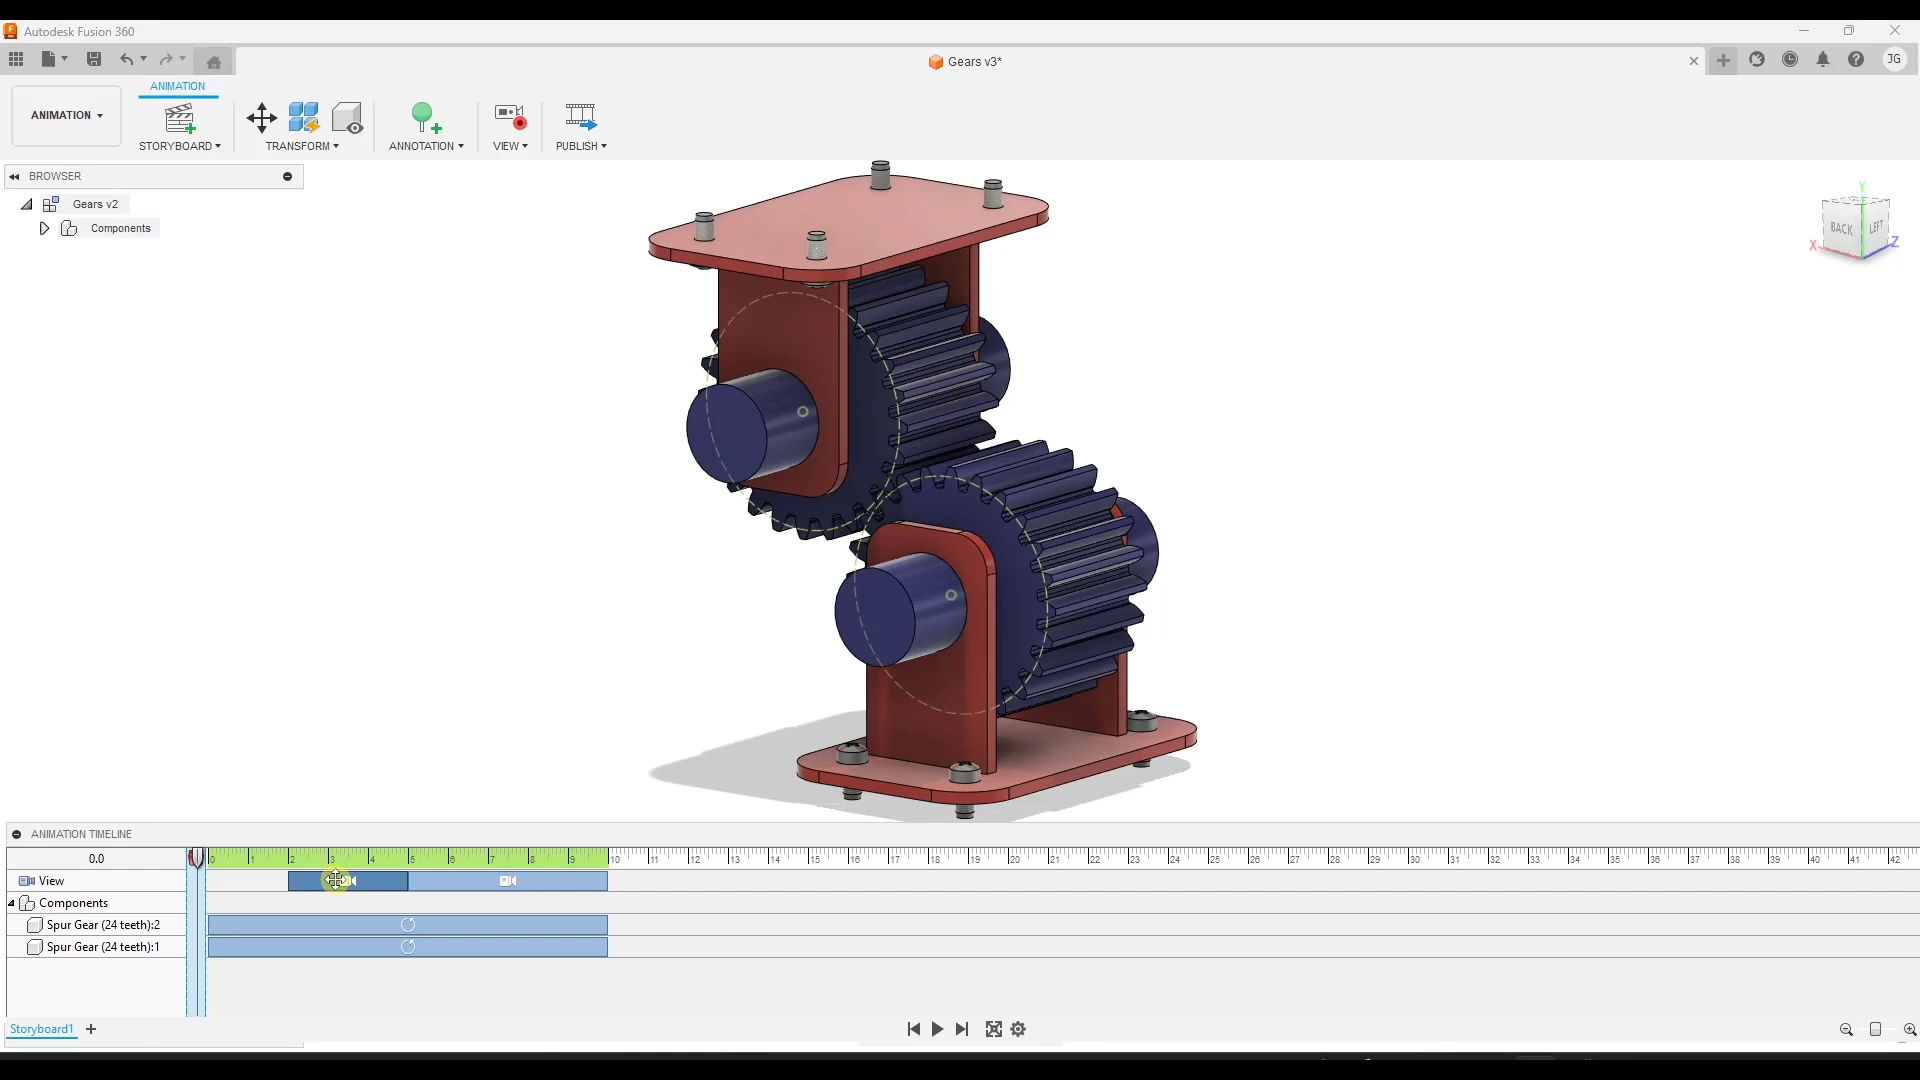 Autodesk Fusion 360
Gears v3*
JG
ANIMATION
ANIMATION
STORYBOARD
TRANSFORM
ANNOTATION
VIEW
PUBLISH
BROWSER
Gears v2
Components
Y
BACK
LEFT
X
Z
ANIMATION TIMELINE
0.0
0 1 2 3 4 5 6 7 8 9 10 11 12 13 14 15 16 17 18 19 20 21 22 23 24 25 26 27 28 29 30 31 32 33 34 35 36 37 38 39 40 41 42
View
Components
Spur Gear (24 teeth):2
Spur Gear (24 teeth):1
Storyboard1